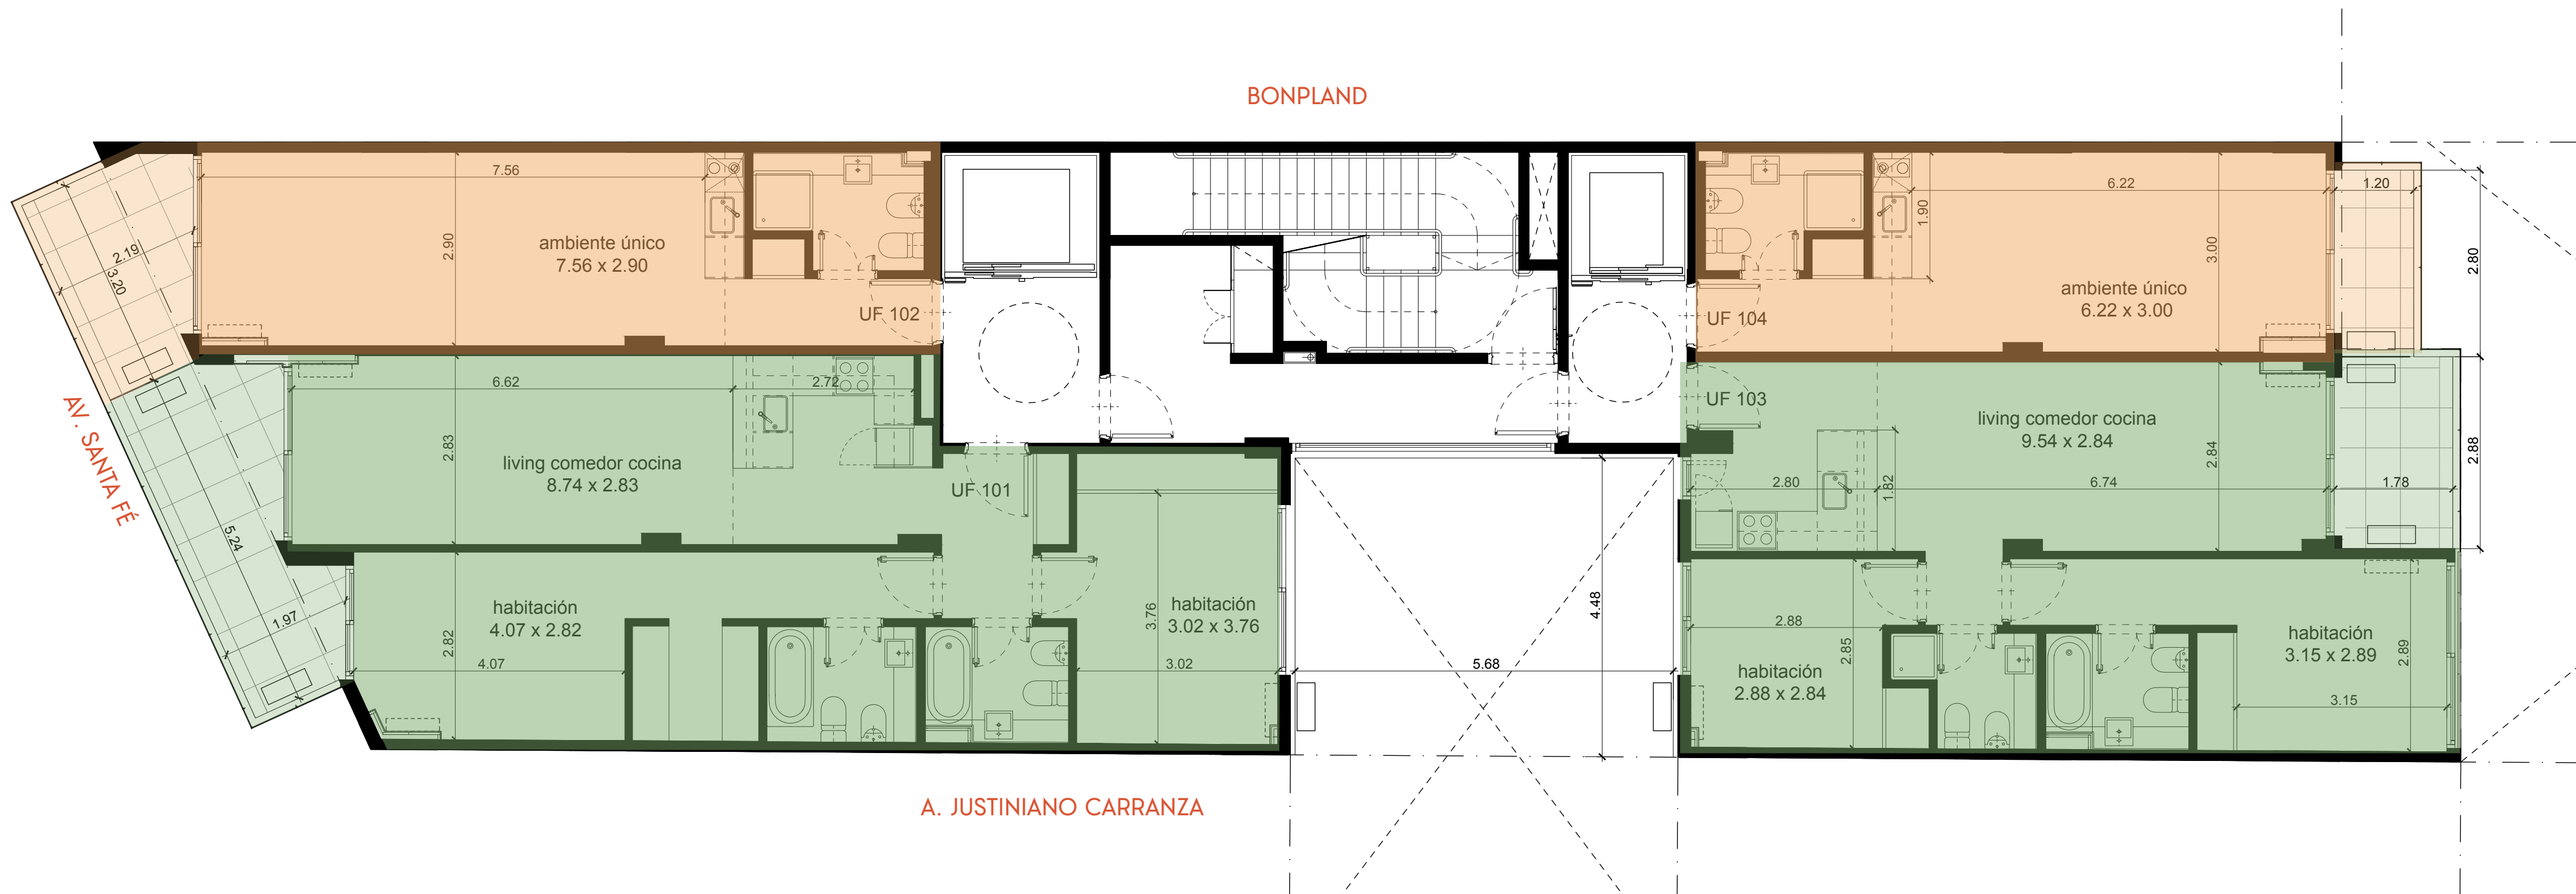 BONPLAND
7.56
2.90
ambiente único
7.56 x 2.90
UF 102
2.19
3.20
6.22
1.20
1.90
3.00
2.80
ambiente único
6.22 x 3.00
UF 104
AV. SANTA FÉ
6.62
2.72
2.83
living comedor cocina
8.74 x 2.83
UF 101
5.24
1.97
UF 103
living comedor cocina
9.54 x 2.84
2.80
1.82
6.74
2.84
1.78
2.88
habitación
4.07 x 2.82
2.82
4.07
3.76
habitación
3.02 x 3.76
3.02
4.48
5.68
2.88
2.85
habitación
2.88 x 2.84
habitación
3.15 x 2.89
2.89
3.15
A. JUSTINIANO CARRANZA